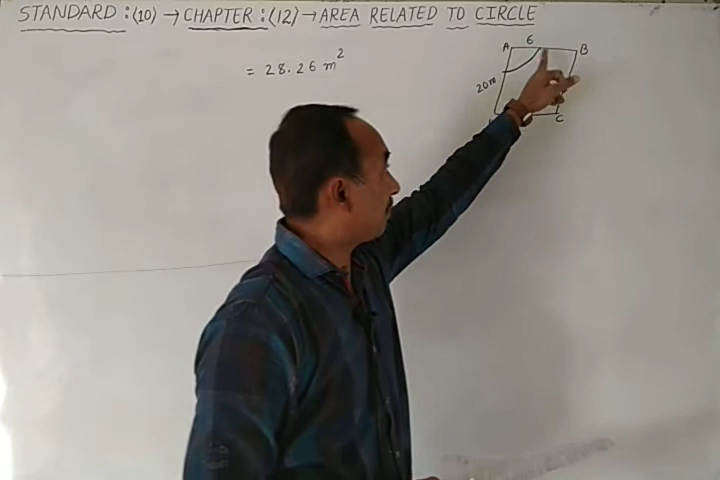 STANDARD:(10) → CHAPTER:(12) → AREA RELATED TO CIRCLE
= 28.26 m²
6
A B
20m
C